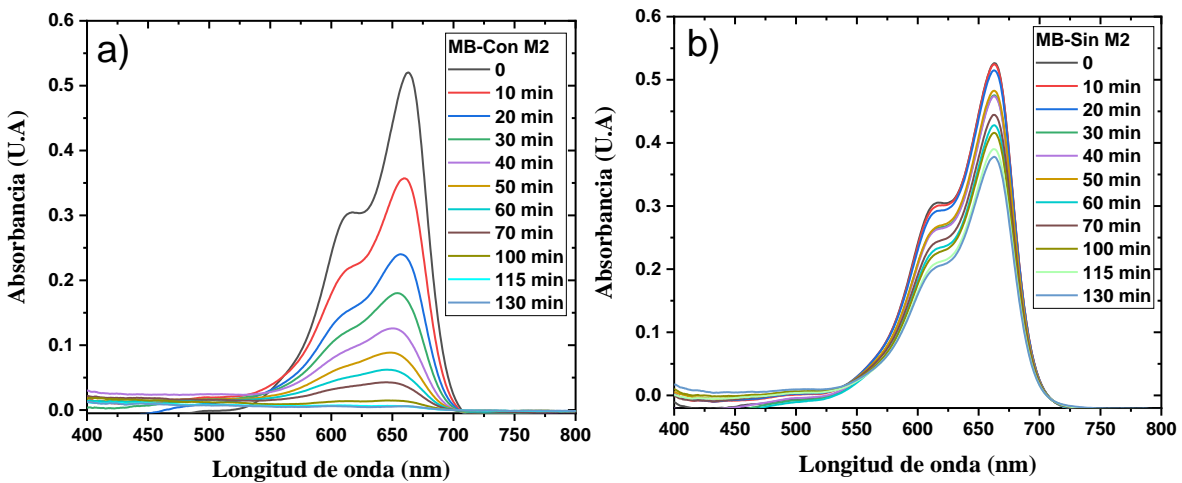 a)
MB-Con M2
0
10 min
20 min
30 min
40 min
50 min
60 min
70 min
100 min
115 min
130 min
0.6
0.5
0.4
0.3
0.2
0.1
0.0
400 450 500 550 600 650 700 750 800
Absorbancia (U.A)
Longitud de onda (nm)
b)
MB-Sin M2
0
10 min
20 min
30 min
40 min
50 min
60 min
70 min
100 min
115 min
130 min
0.6
0.5
0.4
0.3
0.2
0.1
0.0
400 450 500 550 600 650 700 750 800
Absorbancia (U.A)
Longitud de onda (nm)